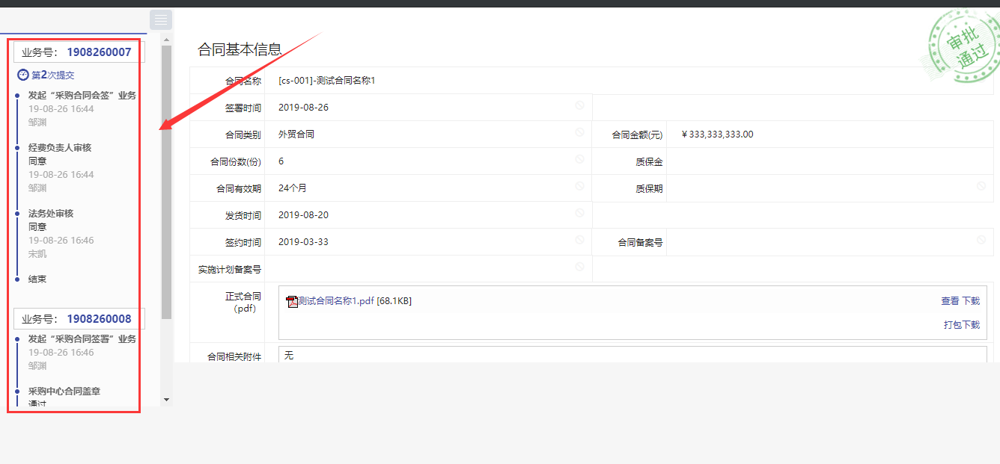 业务号： 1908260007
第2次提交
发起“采购合同会签”业务
19-08-26 16:44
邹渊
经费负责人审核
同意
19-08-26 16:44
邹渊
法务处审核
同意
19-08-26 16:46
宋凯
结束
业务号： 1908260008
发起“采购合同签署”业务
19-08-26 16:46
邹渊
采购中心合同盖章
通过
审批
通过
合同基本信息
合同名称 [cs-001]-测试合同名称1
签署时间 2019-08-26
合同类别 外贸合同 合同金额(元) ￥333,333,333.00
合同份数(份) 6 质保金
合同有效期 24个月 质保期
发货时间 2019-08-20
签约时间 2019-03-33 合同备案号
实施计划备案号
正式合同
（pdf）
测试合同名称1.pdf [68.1KB] 查看 下载
打包下载
合同相关附件 无